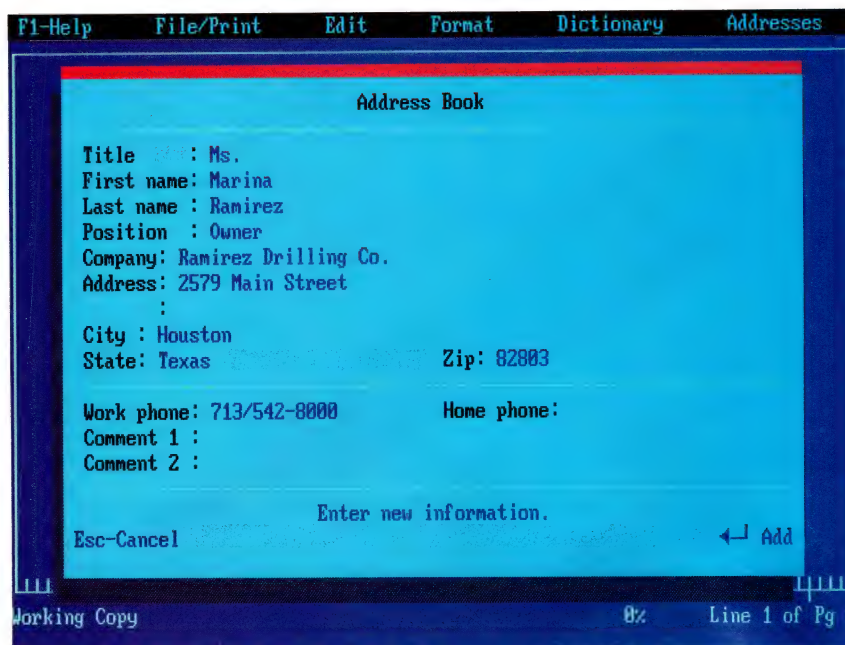 F1-Help File/Print Edit Format Dictionary Addresses
Address Book
Title : Ms.
First name: Marina
Last name : Ramirez
Position : Owner
Company: Ramirez Drilling Co.
Address: 2579 Main Street
:
City : Houston
State: Texas Zip: 82803
Work phone: 713/542-8000 Home phone:
Comment 1 :
Comment 2 :
Enter new information.
Esc-Cancel ←┘ Add
Working Copy 0% Line 1 of Pg